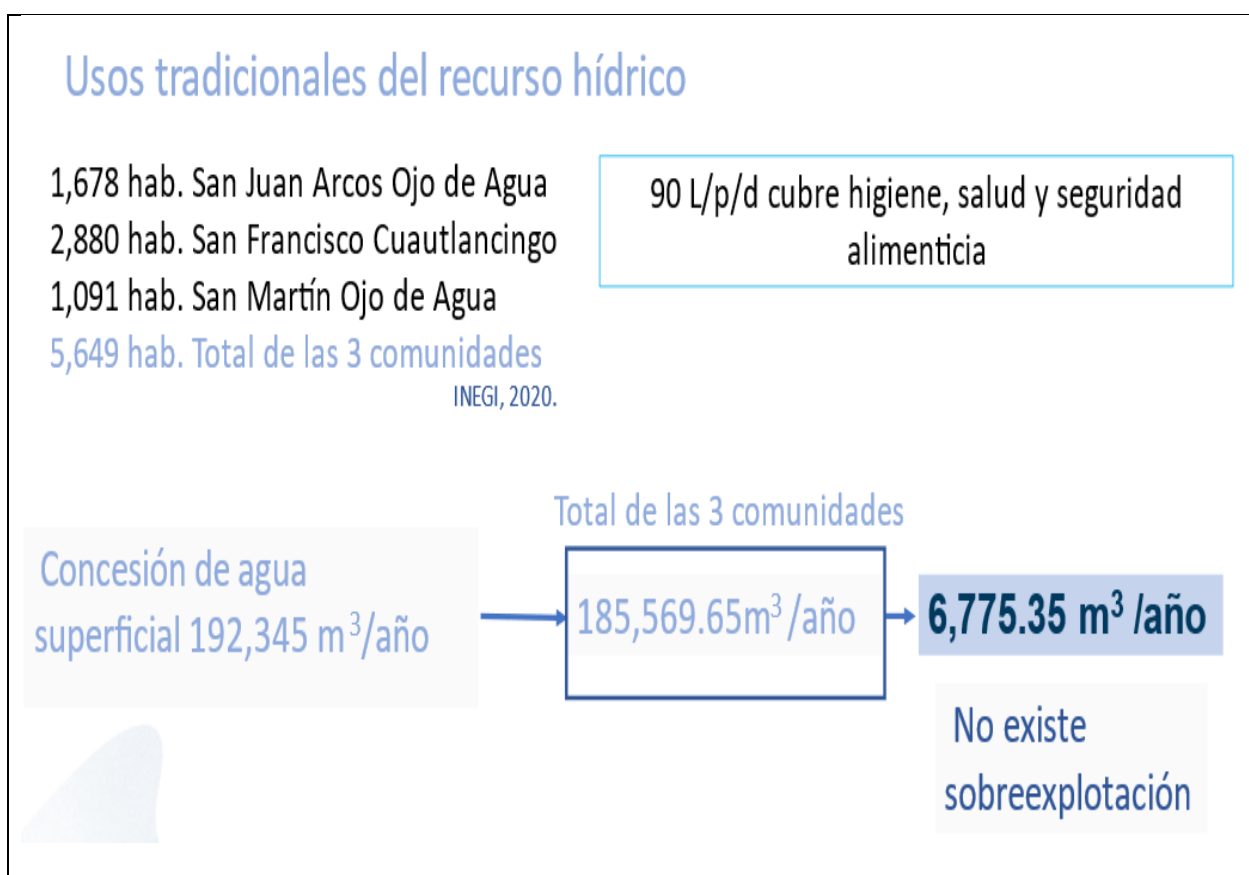 Usos tradicionales del recurso hídrico
1,678 hab. San Juan Arcos Ojo de Agua
2,880 hab. San Francisco Cuautlancingo
1,091 hab. San Martín Ojo de Agua
5,649 hab. Total de las 3 comunidades
INEGI, 2020.
90 L/p/d cubre higiene, salud y seguridad
alimenticia
Concesión de agua
superficial 192,345 m³/año
Total de las 3 comunidades
185,569.65m³ /año
6,775.35 m³ /año
No existe
sobreexplotación